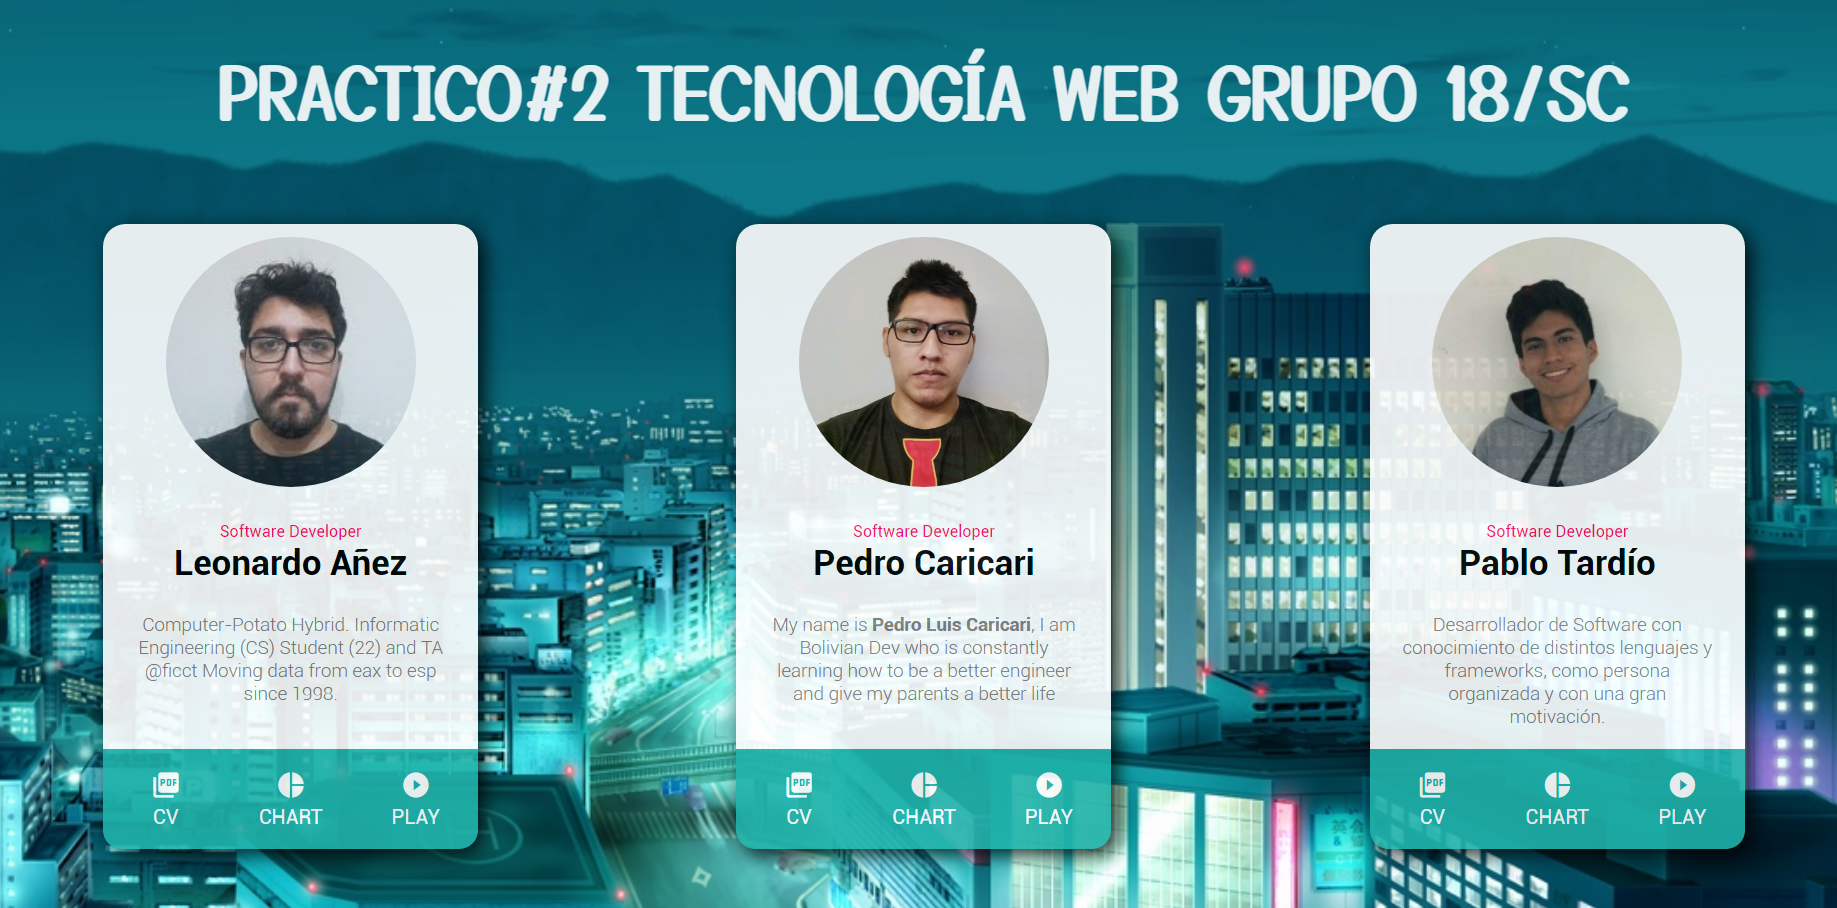 PRACTICO#2 TECNOLOGÍA WEB GRUPO 18/SC
Software Developer
Leonardo Añez
Computer-Potato Hybrid. Informatic
Engineering (CS) Student (22) and TA
@ficct Moving data from eax to esp
since 1998.
PDF
CV
CHART
PLAY
Software Developer
Pedro Caricari
My name is Pedro Luis Caricari, I am
Bolivian Dev who is constantly
learning how to be a better engineer
and give my parents a better life
PDF
CV
CHART
PLAY
Software Developer
Pablo Tardío
Desarrollador de Software con
conocimiento de distintos lenguajes y
frameworks, como persona
organizada y con una gran
motivación.
PDF
CV
CHART
PLAY